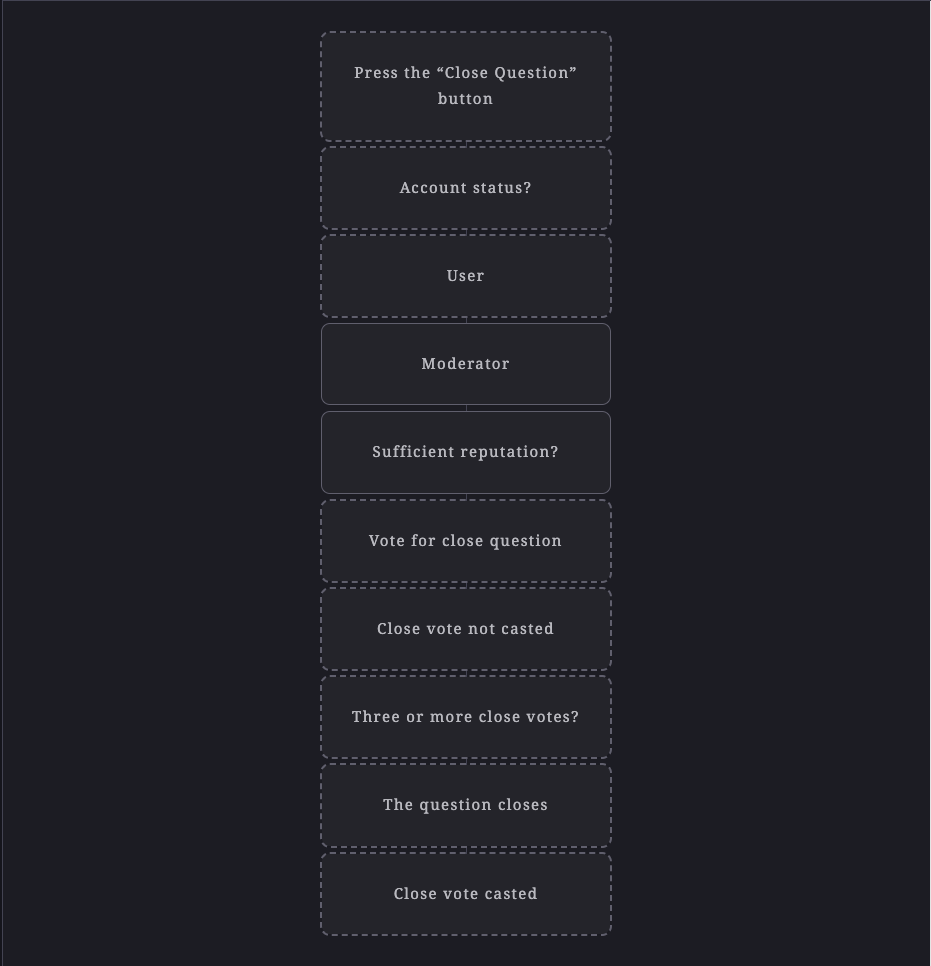 Press the “Close Question”
button
Account status?
User
Moderator
Sufficient reputation?
Vote for close question
Close vote not casted
Three or more close votes?
The question closes
Close vote casted